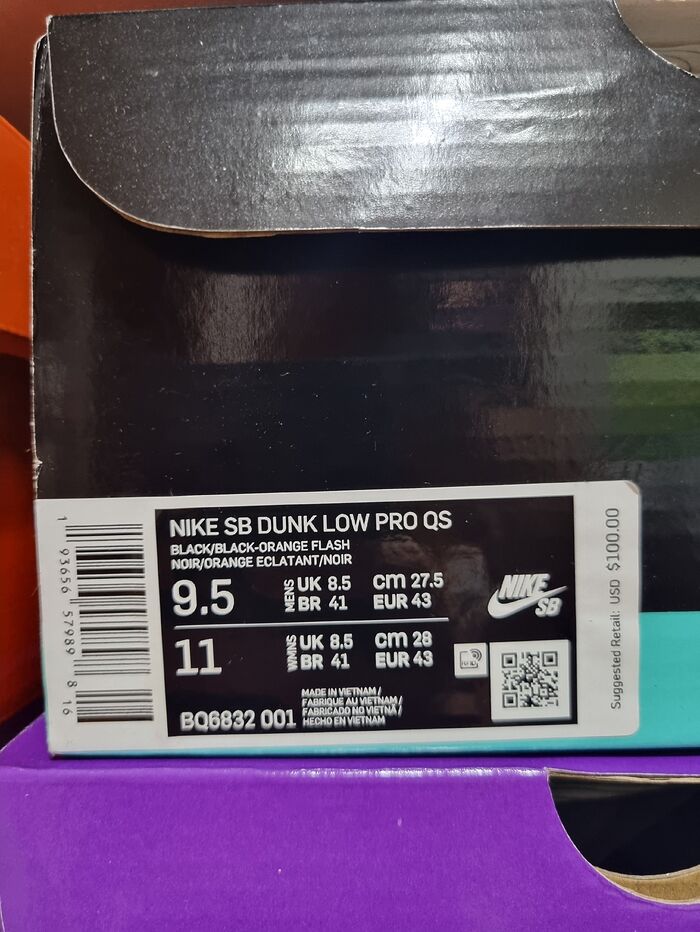 NIKE SB DUNK LOW PRO QS
BLACK/BLACK-ORANGE FLASH
NOIR/ORANGE ECLATANT/NOIR
9.5 MENS UK 8.5 cm 27.5
BR 41 EUR 43
11 WMNS UK 8.5 cm 28
BR 41 EUR 43
BQ6832 001
MADE IN VIETNAM /
FABRIQUE AU VIETNAM /
FABRICADO NO VIETNÃ /
HECHO EN VIETNAM
NIKE
SB
RFID
1 93656 57989 8 16
Suggested Retail: USD $100.00